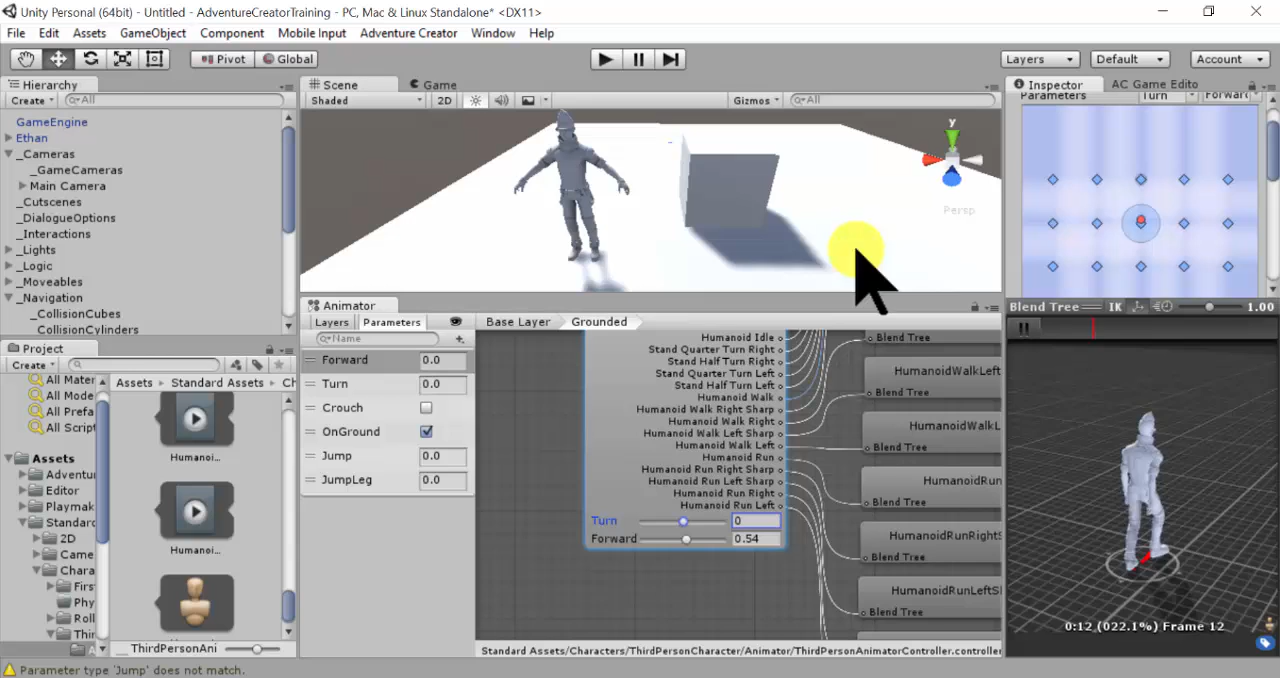 Unity Personal (64bit) - Untitled - AdventureCreatorTraining - PC, Mac & Linux Standalone* <DX11>
File Edit Assets GameObject Component Mobile Input Adventure Creator Window Help
Pivot Global Layers Default Account
Hierarchy
Create All
GameEngine
Ethan
_Cameras
_GameCameras
Main Camera
_Cutscenes
_DialogueOptions
_Interactions
_Lights
_Logic
_Moveables
_Navigation
_CollisionCubes
_CollisionCylinders
Scene Game
Shaded 2D Gizmos All
y
Persp
Inspector AC Game Edito
Parameters Turn Forward
Blend Tree IK 1.00
0:12 (022.1%) Frame 12
Project
Create
All Mater
All Mode
All Prefa
All Script
Assets
Adventu
Editor
Playmak
Standard
2D
Came
Chara
First
Phy
Roll
Thir
Assets Standard Assets Ch
Humanoi...
Humanoi...
ThirdPersonAni
Animator
Layers Parameters
Name
Forward 0.0
Turn 0.0
Crouch
OnGround
Jump 0.0
JumpLeg 0.0
Base Layer Grounded
Humanoid Idle
Stand Quarter Turn Right
Stand Half Turn Right
Stand Quarter Turn Left
Stand Half Turn Left
Humanoid Walk
Humanoid Walk Right Sharp
Humanoid Walk Right
Humanoid Walk Left Sharp
Humanoid Walk Left
Humanoid Run
Humanoid Run Right Sharp
Humanoid Run Left Sharp
Humanoid Run Right
Humanoid Run Left
Turn 0
Forward 0.54
Blend Tree
HumanoidWalkLeft
Blend Tree
HumanoidWalkL
Blend Tree
HumanoidRun
Blend Tree
HumanoidRunRightS
Blend Tree
HumanoidRunLeftSl
Blend Tree
Standard Assets/Characters/ThirdPersonCharacter/Animator/ThirdPersonAnimatorController.controller
Parameter type 'Jump' does not match.